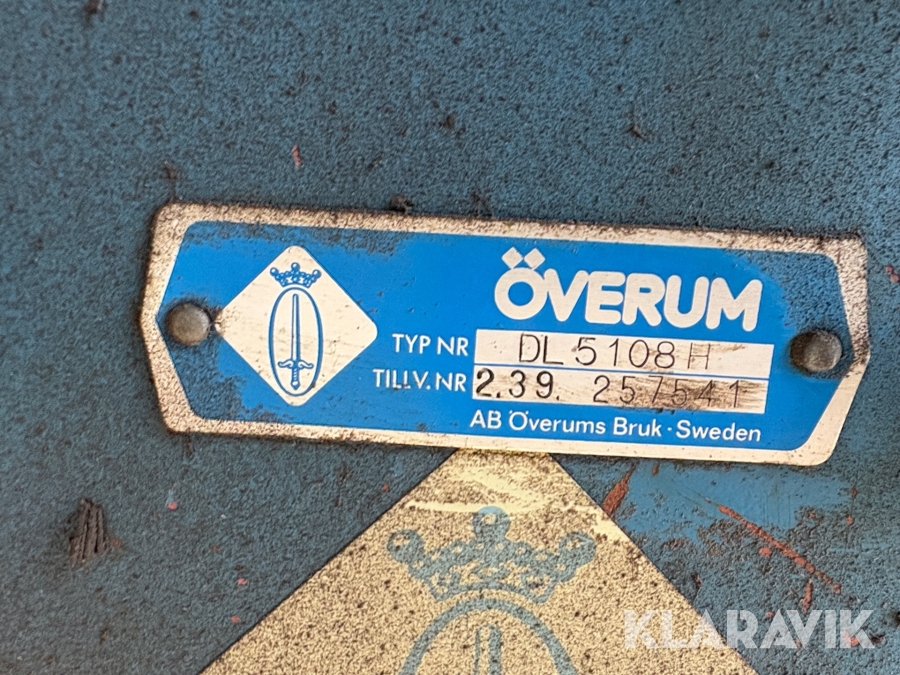 ÖVERUM
TYP NR DL 5108 H
TILLV. NR 2.39. 257541
AB Överums Bruk · Sweden
KLARAVIK